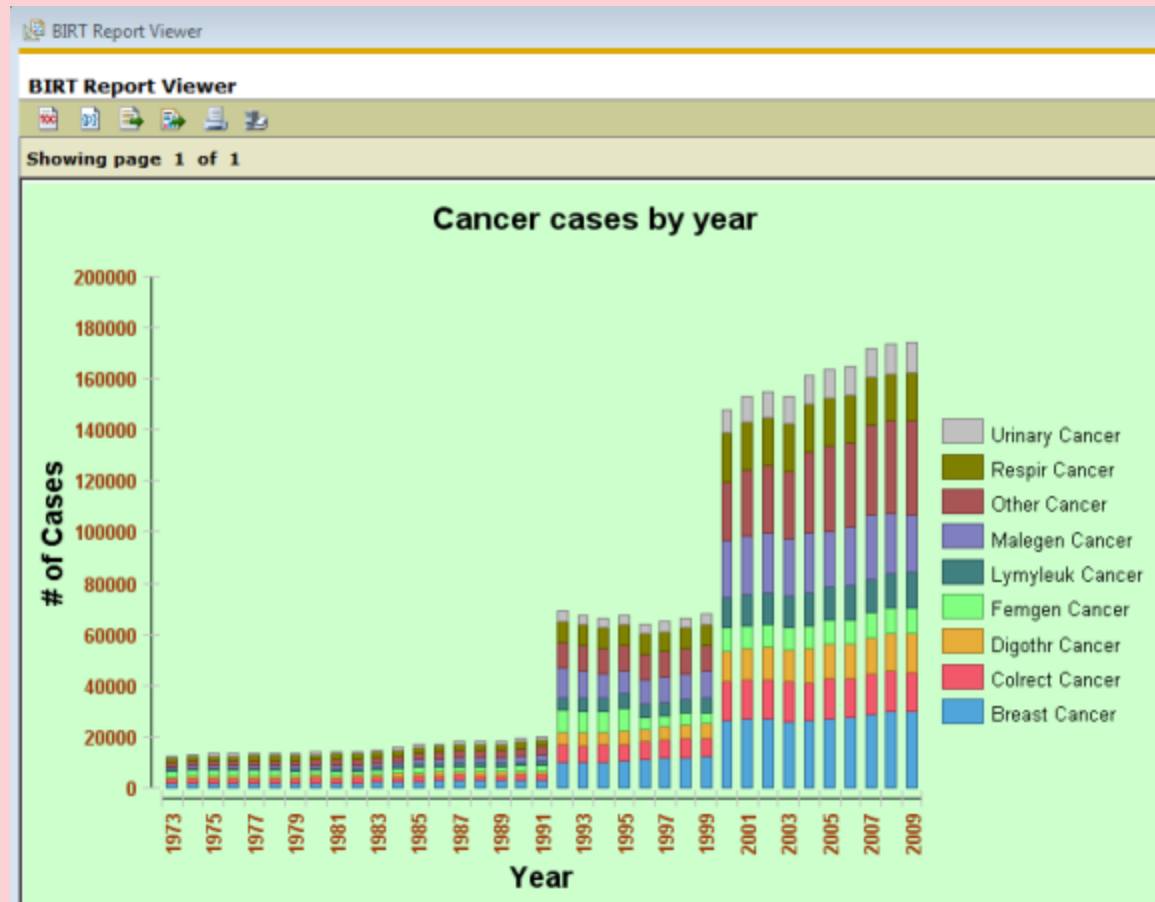 BIRT Report Viewer
BIRT Report Viewer
Showing page 1 of 1
Cancer cases by year
200000
180000
160000
140000
120000
100000
80000
60000
40000
20000
0
# of Cases
1973 1975 1977 1979 1981 1983 1985 1987 1989 1991 1993 1995 1997 1999 2001 2003 2005 2007 2009
Year
Urinary Cancer
Respir Cancer
Other Cancer
Malegen Cancer
Lymyleuk Cancer
Femgen Cancer
Digothr Cancer
Colrect Cancer
Breast Cancer